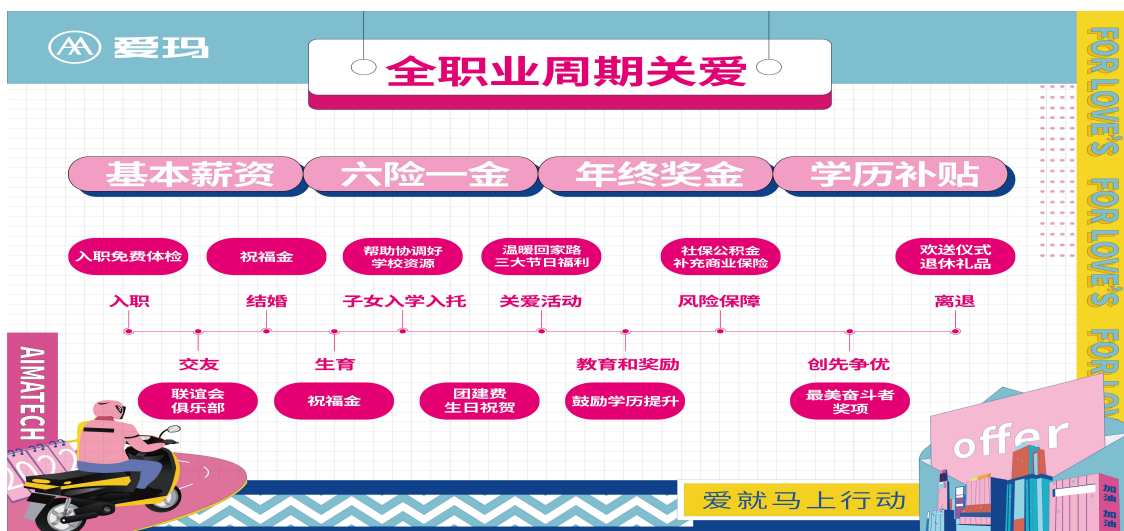 爱玛
全职业周期关爱
基本薪资
六险一金
年终奖金
学历补贴
入职免费体检
祝福金
帮助协调好
学校资源
温暖回家路
三大节日福利
社保公积金
补充商业保险
欢送仪式
退休礼品
入职
结婚
子女入学入托
关爱活动
风险保障
离退
交友
生育
教育和奖励
创先争优
联谊会
俱乐部
祝福金
团建费
生日祝贺
鼓励学历提升
最美奋斗者
奖项
AIMATECH
2022
offer
加油
加油
爱就马上行动
FOR LOVE'S
FOR LOVE'S
FOR LOV